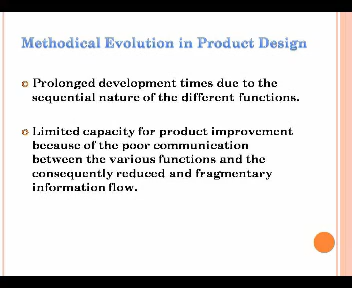 Methodical Evolution in Product Design
Prolonged development times due to the
sequential nature of the different functions.
Limited capacity for product improvement
because of the poor communication
between the various functions and the
consequently reduced and fragmentary
information flow.